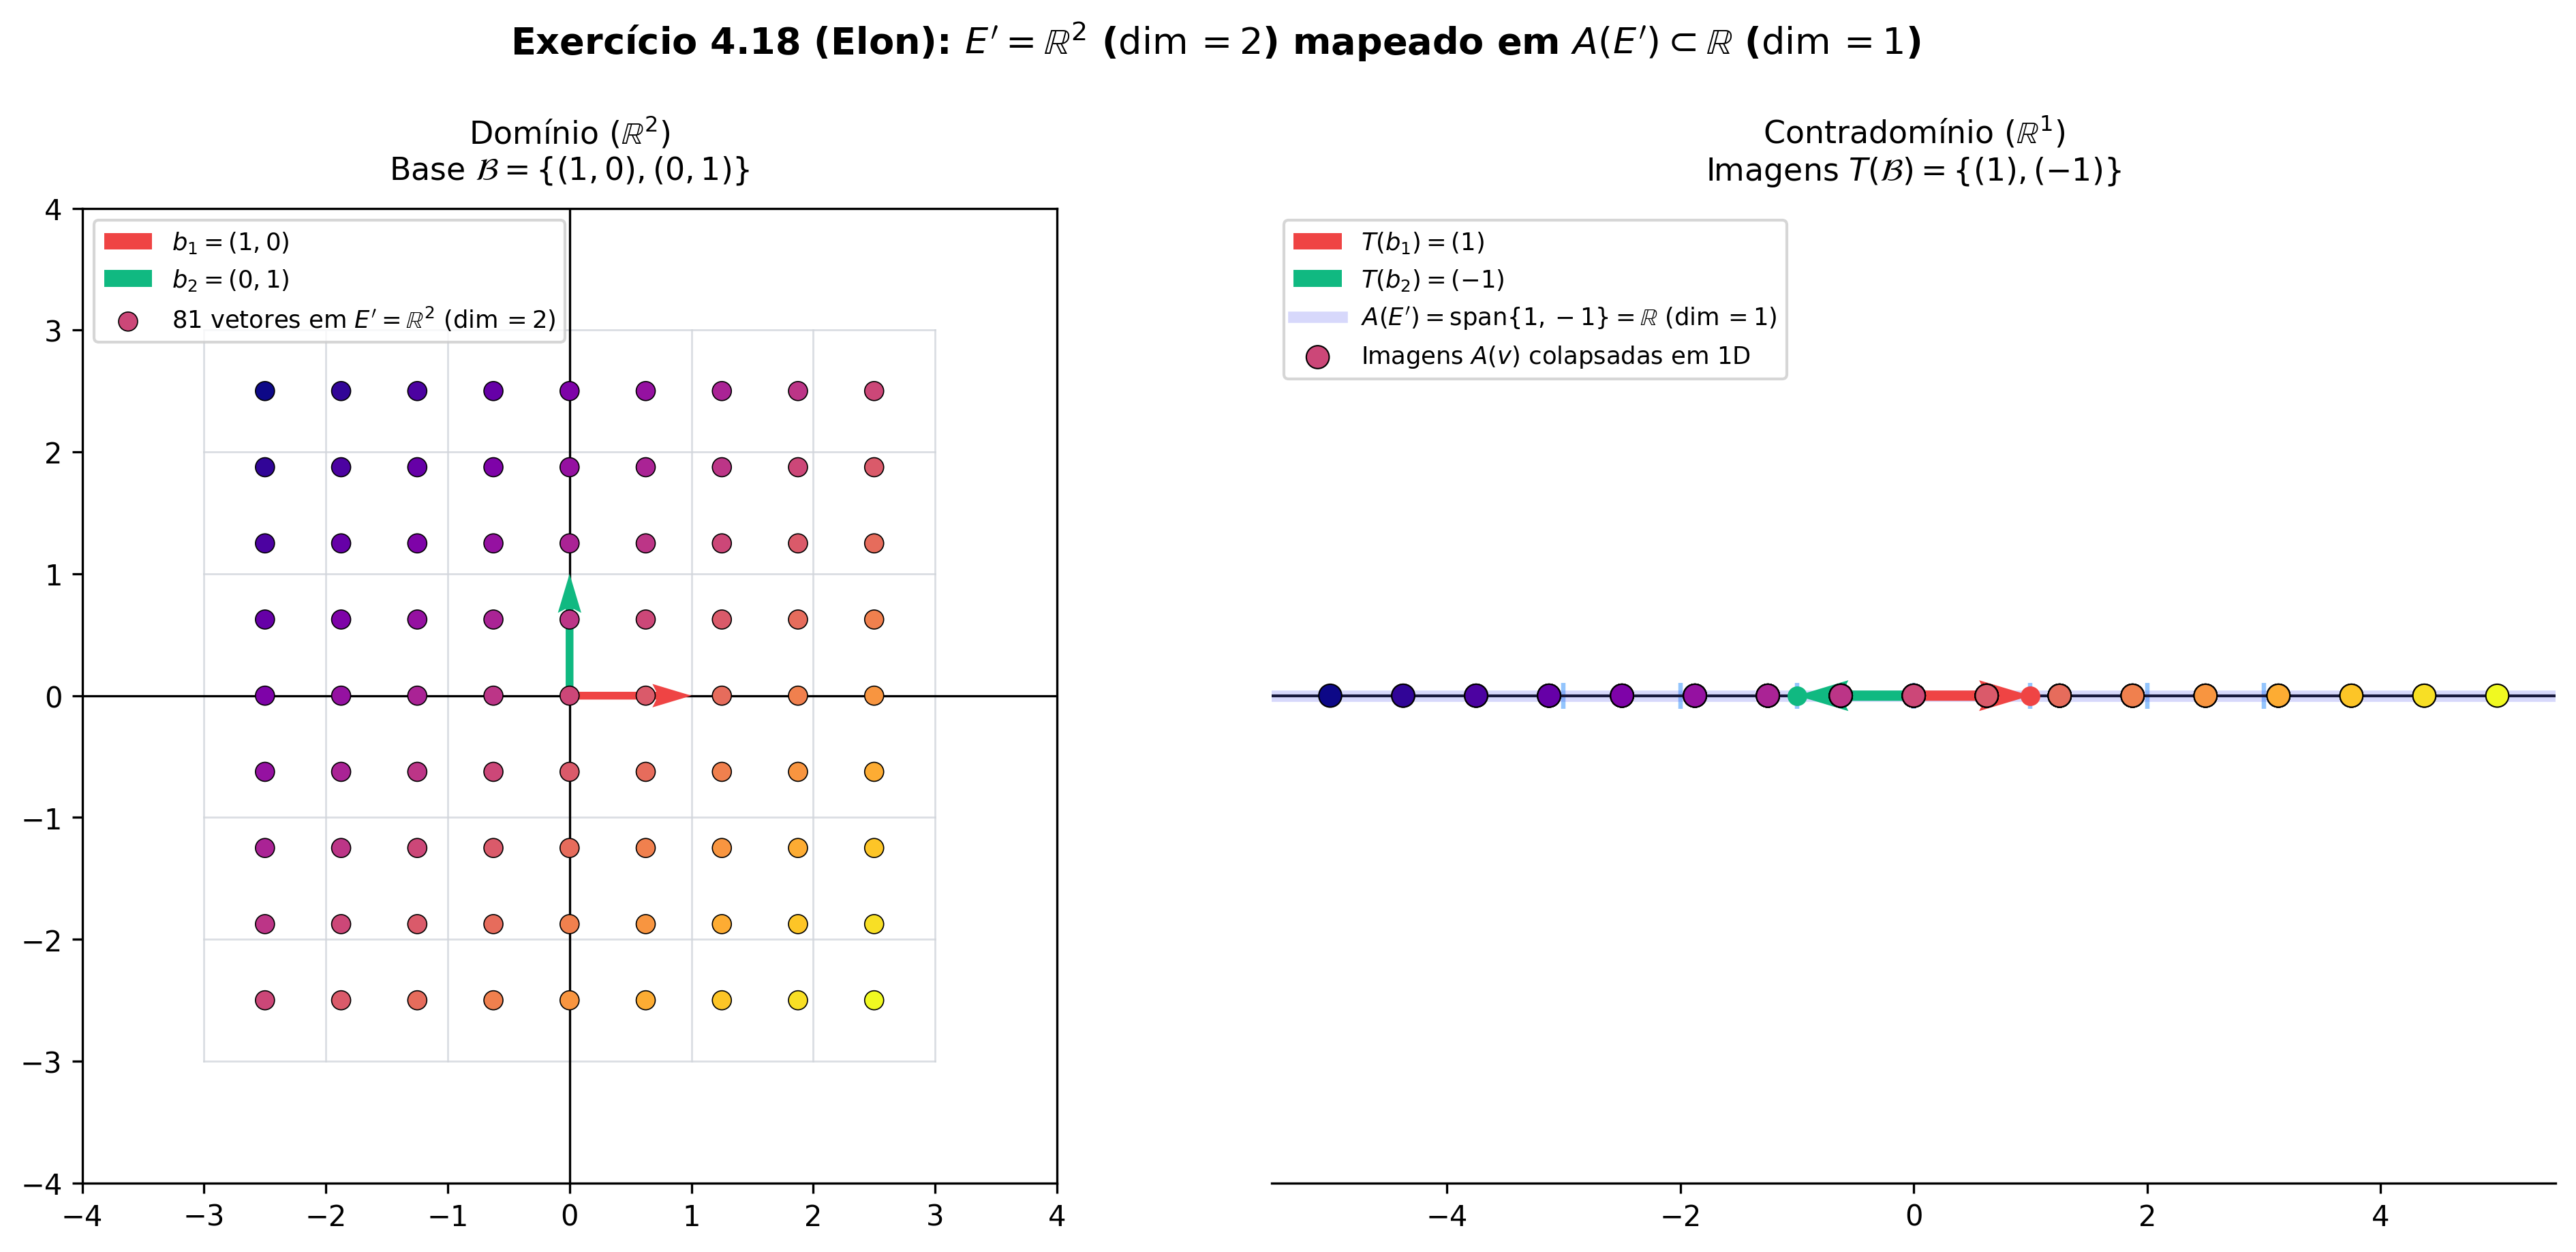 Exercício 4.18 (Elon): E′ = ℝ² (dim = 2) mapeado em A(E′) ⊂ ℝ (dim = 1)
Domínio (ℝ²)
Base ℬ = {(1, 0), (0, 1)}
b₁ = (1, 0)
b₂ = (0, 1)
81 vetores em E′ = ℝ² (dim = 2)
4
3
2
1
0
−1
−2
−3
−4
−4 −3 −2 −1 0 1 2 3 4
Contradomínio (ℝ¹)
Imagens T(ℬ) = {(1), (−1)}
T(b₁) = (1)
T(b₂) = (−1)
A(E′) = span{1, −1} = ℝ (dim = 1)
Imagens A(v) colapsadas em 1D
−4 −2 0 2 4